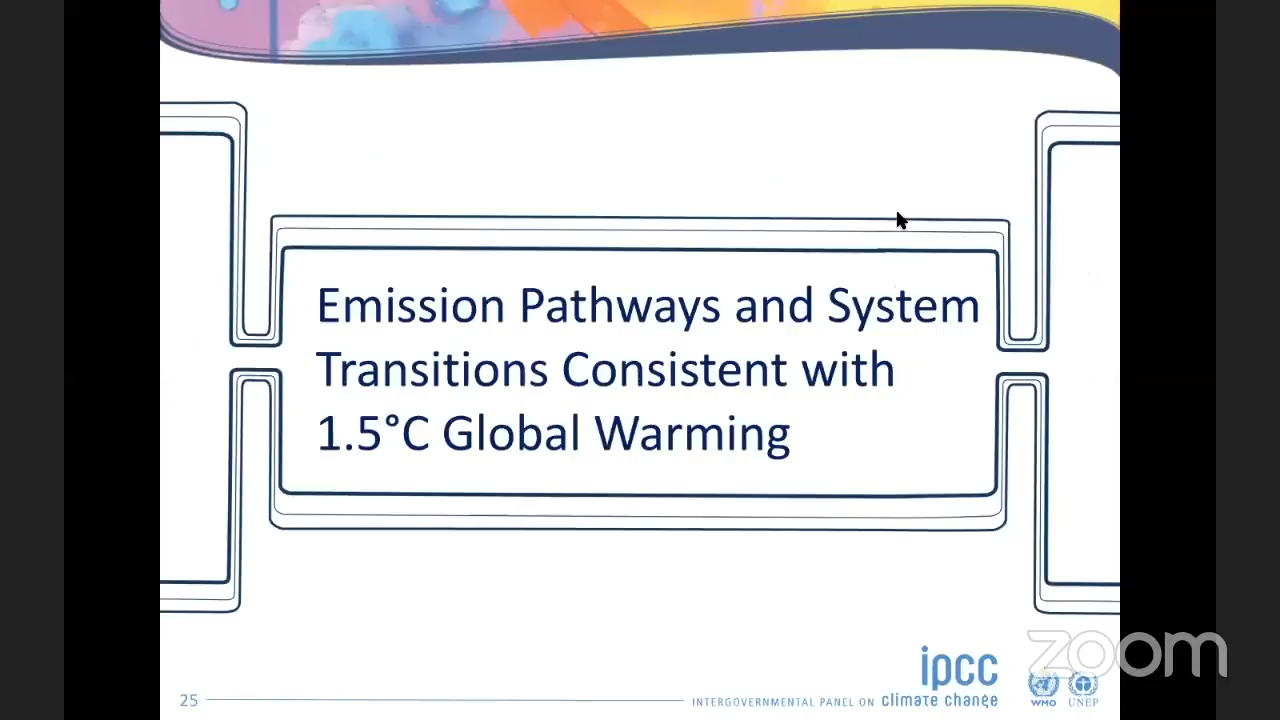 Emission Pathways and System
Transitions Consistent with
1.5°C Global Warming
ipcc
zoom
25
INTERGOVERNMENTAL PANEL ON climate change
WMO
UNEP